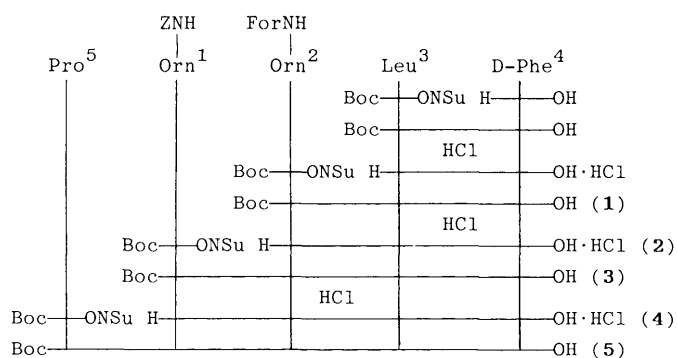 ZNH ForNH
Pro⁵ Orn¹ Orn² Leu³ D-Phe⁴
Boc ONSu H OH
Boc OH
HCl
Boc ONSu H OH·HCl
Boc OH (1)
HCl
Boc ONSu H OH·HCl (2)
Boc OH (3)
HCl
Boc ONSu H OH·HCl (4)
Boc OH (5)